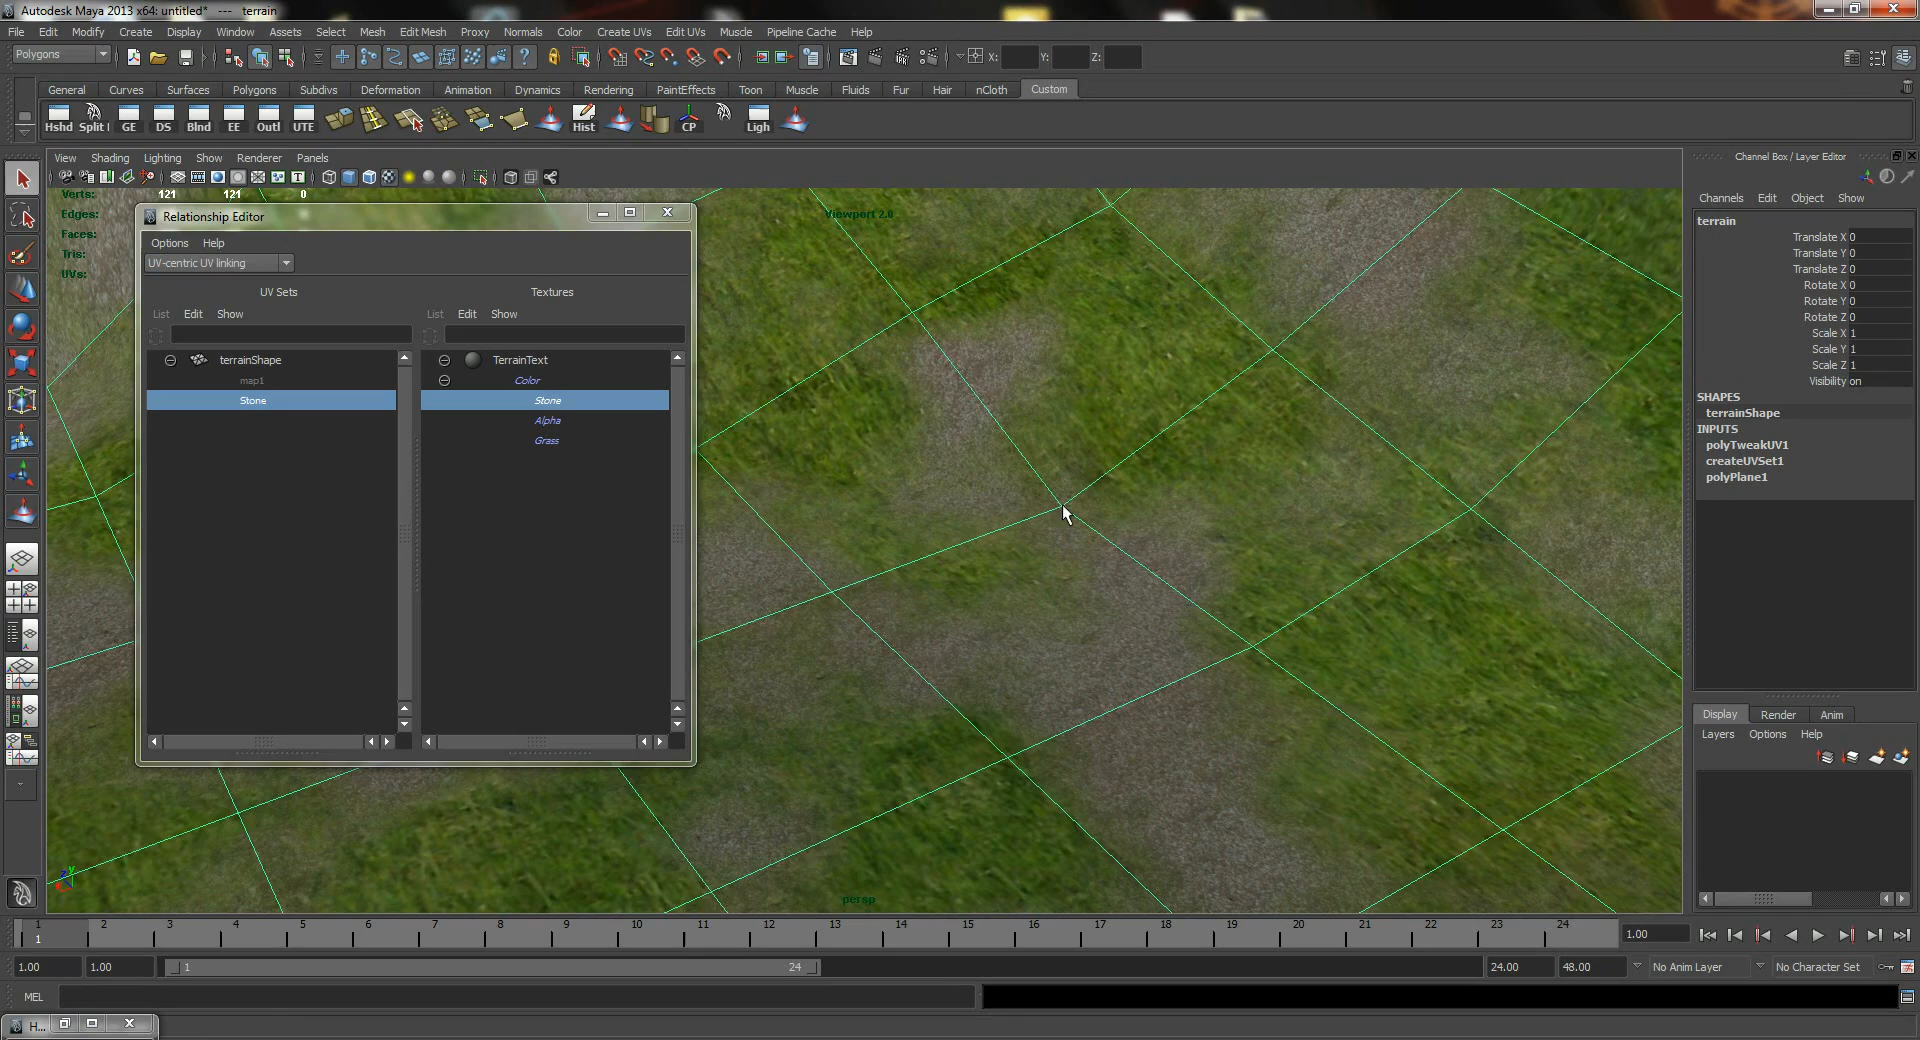 Autodesk Maya 2013 x64: untitled* --- terrain
File Edit Modify Create Display Window Assets Select Mesh Edit Mesh Proxy Normals Color Create UVs Edit UVs Muscle Pipeline Cache Help
Polygons X: Y: Z:
General Curves Surfaces Polygons Subdivs Deformation Animation Dynamics Rendering PaintEffects Toon Muscle Fluids Fur Hair nCloth Custom
Hshd Split GE DS Blnd EE Outl UTE Hist CP Ligh
View Shading Lighting Show Renderer Panels
Channel Box / Layer Editor
Channels Edit Object Show
Verts: 121 121 0
Edges:
Faces:
Tris:
UVs:
Viewport 2.0
Relationship Editor
Options Help
UV-centric UV linking
UV Sets
List Edit Show
terrainShape
map1
Stone
Textures
List Edit Show
TerrainText
Color
Stone
Alpha
Grass
persp
terrain
Translate X 0
Translate Y 0
Translate Z 0
Rotate X 0
Rotate Y 0
Rotate Z 0
Scale X 1
Scale Y 1
Scale Z 1
Visibility on
SHAPES
terrainShape
INPUTS
polyTweakUV1
createUVSet1
polyPlane1
Display Render Anim
Layers Options Help
1 2 3 4 5 6 7 8 9 10 11 12 13 14 15 16 17 18 19 20 21 22 23 24
1 1.00
1.00 1.00 1 24 24.00 48.00 No Anim Layer No Character Set
MEL
H...